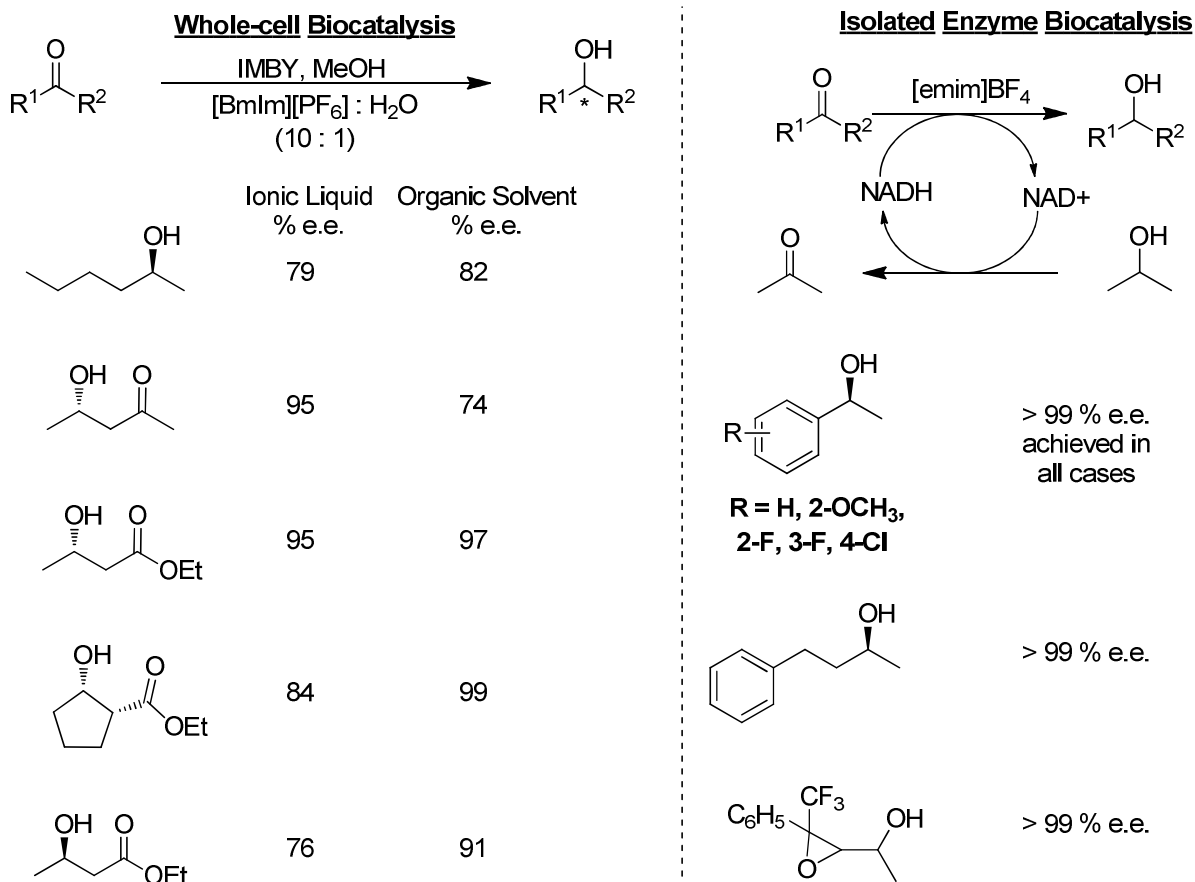 Whole-cell Biocatalysis
O
R¹ R²
IMBY, MeOH
[BmIm][PF₆] : H₂O
(10 : 1)
OH
R¹ * R²
Ionic Liquid Organic Solvent
% e.e. % e.e.
OH
79 82
OH O
95 74
OH O
OEt
95 97
OH
O
OEt
84 99
OH O
OEt
76 91
Isolated Enzyme Biocatalysis
O
R¹ R²
[emim]BF₄
OH
R¹ R²
NADH NAD+
O
OH
OH
R
> 99 % e.e.
achieved in
all cases
R = H, 2-OCH₃,
2-F, 3-F, 4-Cl
OH
> 99 % e.e.
CF₃
C₆H₅ OH
O
> 99 % e.e.